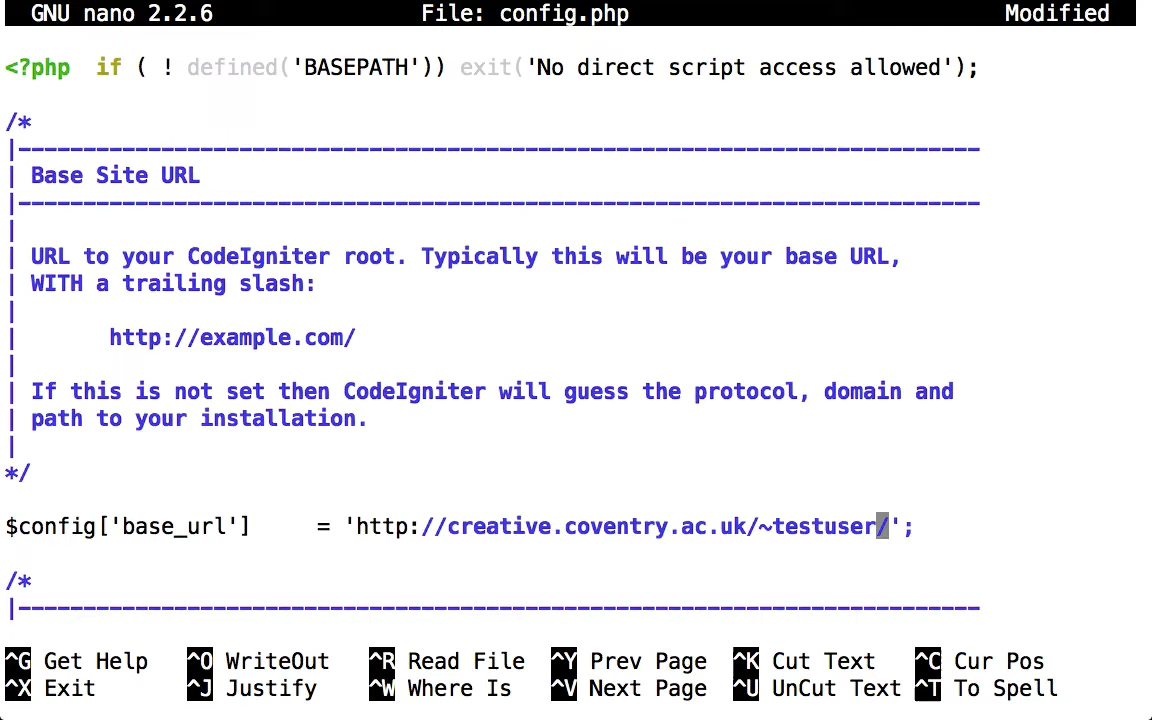 GNU nano 2.2.6 File: config.php Modified
<?php if ( ! defined('BASEPATH')) exit('No direct script access allowed');
/*
|--------------------------------------------------------------------------
| Base Site URL
|--------------------------------------------------------------------------
|
| URL to your CodeIgniter root. Typically this will be your base URL,
| WITH a trailing slash:
|
| http://example.com/
|
| If this is not set then CodeIgniter will guess the protocol, domain and
| path to your installation.
|
*/
$config['base_url'] = 'http://creative.coventry.ac.uk/~testuser/';
/*
|--------------------------------------------------------------------------
^G Get Help ^O WriteOut ^R Read File ^Y Prev Page ^K Cut Text ^C Cur Pos
^X Exit ^J Justify ^W Where Is ^V Next Page ^U UnCut Text ^T To Spell